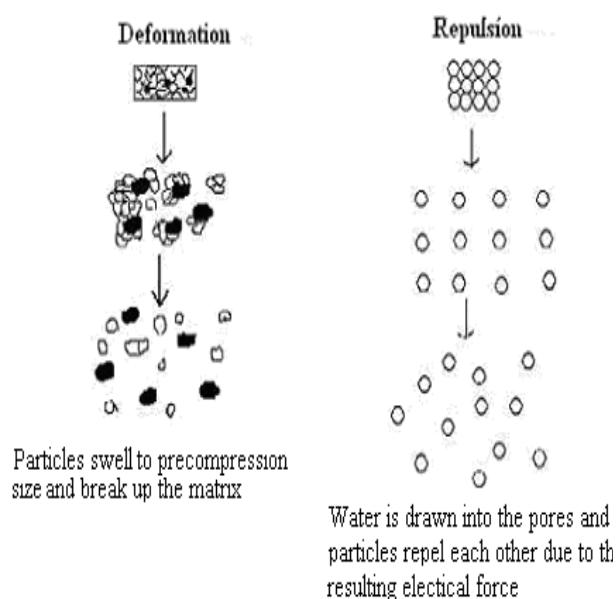 Deformation
Repulsion
Particles swell to precompression
size and break up the matrix
Water is drawn into the pores and
particles repel each other due to th
resulting electical force